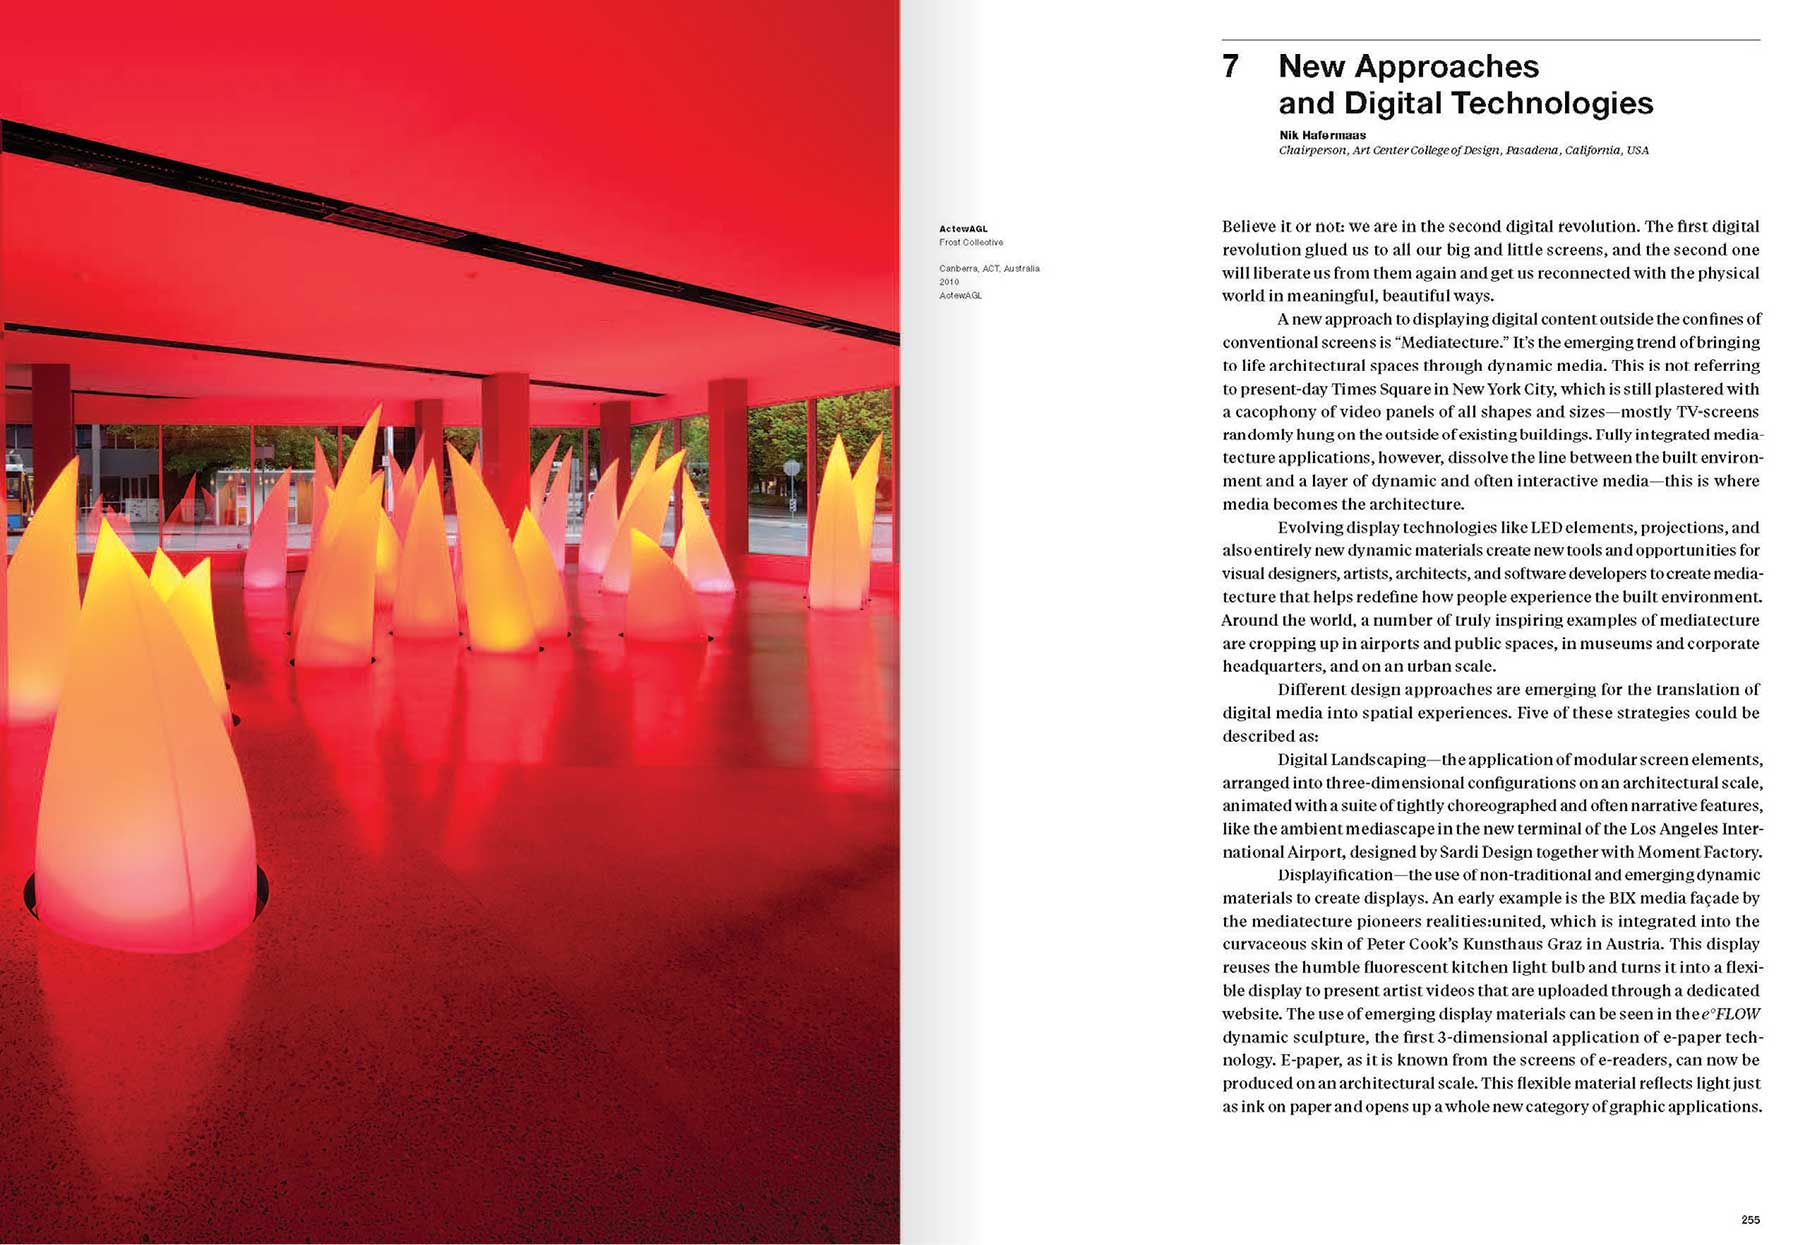 7 New Approaches
and Digital Technologies
Nik Hafermaas
Chairperson, Art Center College of Design, Pasadena, California, USA
ActewAGL
Frost Collective
Canberra, ACT, Australia
2010
ActewAGL
Believe it or not: we are in the second digital revolution. The first digital
revolution glued us to all our big and little screens, and the second one
will liberate us from them again and get us reconnected with the physical
world in meaningful, beautiful ways.
A new approach to displaying digital content outside the confines of
conventional screens is “Mediatecture.” It’s the emerging trend of bringing
to life architectural spaces through dynamic media. This is not referring
to present-day Times Square in New York City, which is still plastered with
a cacophony of video panels of all shapes and sizes—mostly TV-screens
randomly hung on the outside of existing buildings. Fully integrated media-
tecture applications, however, dissolve the line between the built environ-
ment and a layer of dynamic and often interactive media—this is where
media becomes the architecture.
Evolving display technologies like LED elements, projections, and
also entirely new dynamic materials create new tools and opportunities for
visual designers, artists, architects, and software developers to create media-
tecture that helps redefine how people experience the built environment.
Around the world, a number of truly inspiring examples of mediatecture
are cropping up in airports and public spaces, in museums and corporate
headquarters, and on an urban scale.
Different design approaches are emerging for the translation of
digital media into spatial experiences. Five of these strategies could be
described as:
Digital Landscaping—the application of modular screen elements,
arranged into three-dimensional configurations on an architectural scale,
animated with a suite of tightly choreographed and often narrative features,
like the ambient mediascape in the new terminal of the Los Angeles Inter-
national Airport, designed by Sardi Design together with Moment Factory.
Displayification—the use of non-traditional and emerging dynamic
materials to create displays. An early example is the BIX media façade by
the mediatecture pioneers realities:united, which is integrated into the
curvaceous skin of Peter Cook’s Kunsthaus Graz in Austria. This display
reuses the humble fluorescent kitchen light bulb and turns it into a flexi-
ble display to present artist videos that are uploaded through a dedicated
website. The use of emerging display materials can be seen in the e°FLOW
dynamic sculpture, the first 3-dimensional application of e-paper tech-
nology. E-paper, as it is known from the screens of e-readers, can now be
produced on an architectural scale. This flexible material reflects light just
as ink on paper and opens up a whole new category of graphic applications.
255